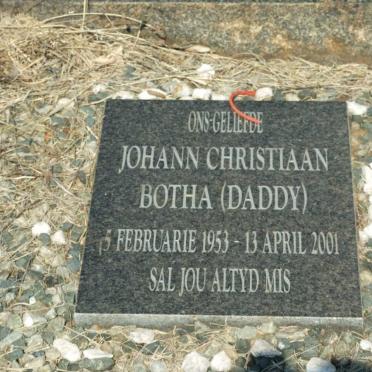 ONS-GELIEFDE
JOHANN CHRISTIAAN
BOTHA (DADDY)
5 FEBRUARIE 1953 - 13 APRIL 2001
SAL JOU ALTYD MIS